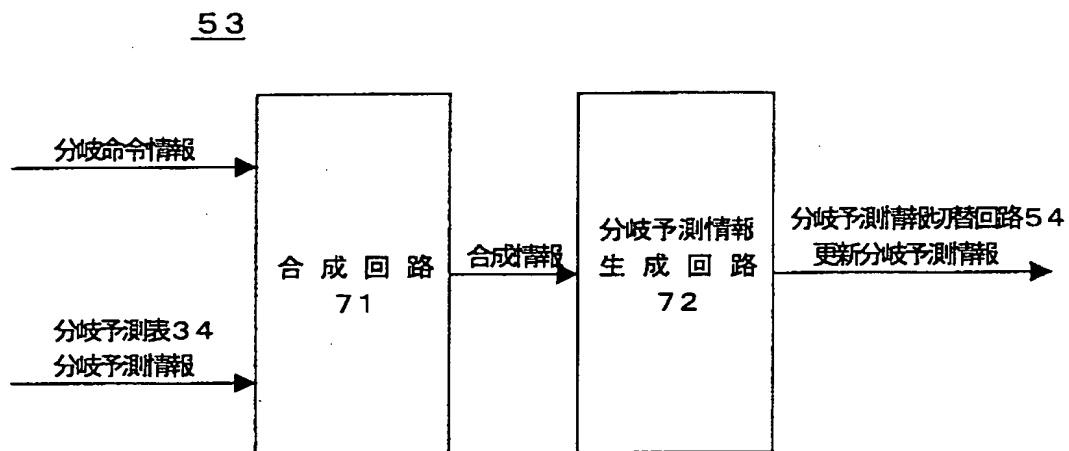 53
分岐命令情報
分岐予測表34
分岐予測情報
合成回路
71
合成情報
分岐予測情報
生成回路
72
分岐予測情報切替回路54
更新分岐予測情報